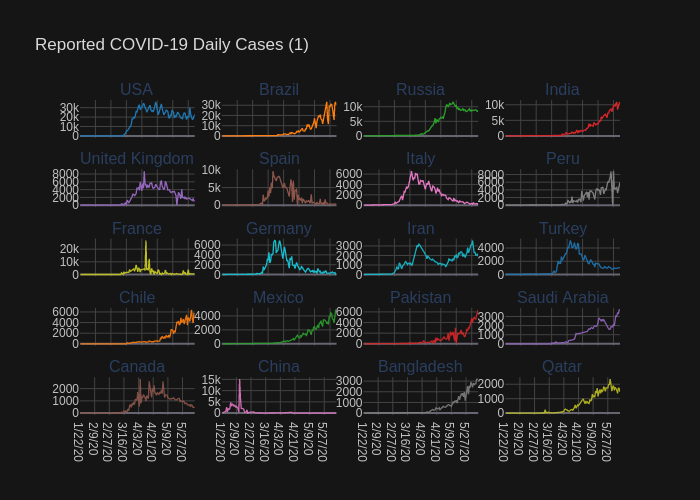 Reported COVID-19 Daily Cases (1)
USA Brazil Russia India
30k 20k 10k 0
30k 20k 10k 0
10k 5k 0
10k 5k 0
United Kingdom Spain Italy Peru
8000 6000 4000 2000 0
10k 5k 0
6000 4000 2000 0
8000 6000 4000 2000 0
France Germany Iran Turkey
20k 10k 0
6000 4000 2000 0
3000 2000 1000 0
4000 2000 0
Chile Mexico Pakistan Saudi Arabia
6000 4000 2000 0
4000 2000 0
6000 4000 2000 0
3000 2000 1000 0
Canada China Bangladesh Qatar
2000 1000 0
15k 10k 5k 0
3000 2000 1000 0
2000 1000 0
1/22/20 2/9/20 2/27/20 3/16/20 4/3/20 4/21/20 5/9/20 5/27/20
1/22/20 2/9/20 2/27/20 3/16/20 4/3/20 4/21/20 5/9/20 5/27/20
1/22/20 2/9/20 2/27/20 3/16/20 4/3/20 4/21/20 5/9/20 5/27/20
1/22/20 2/9/20 2/27/20 3/16/20 4/3/20 4/21/20 5/9/20 5/27/20